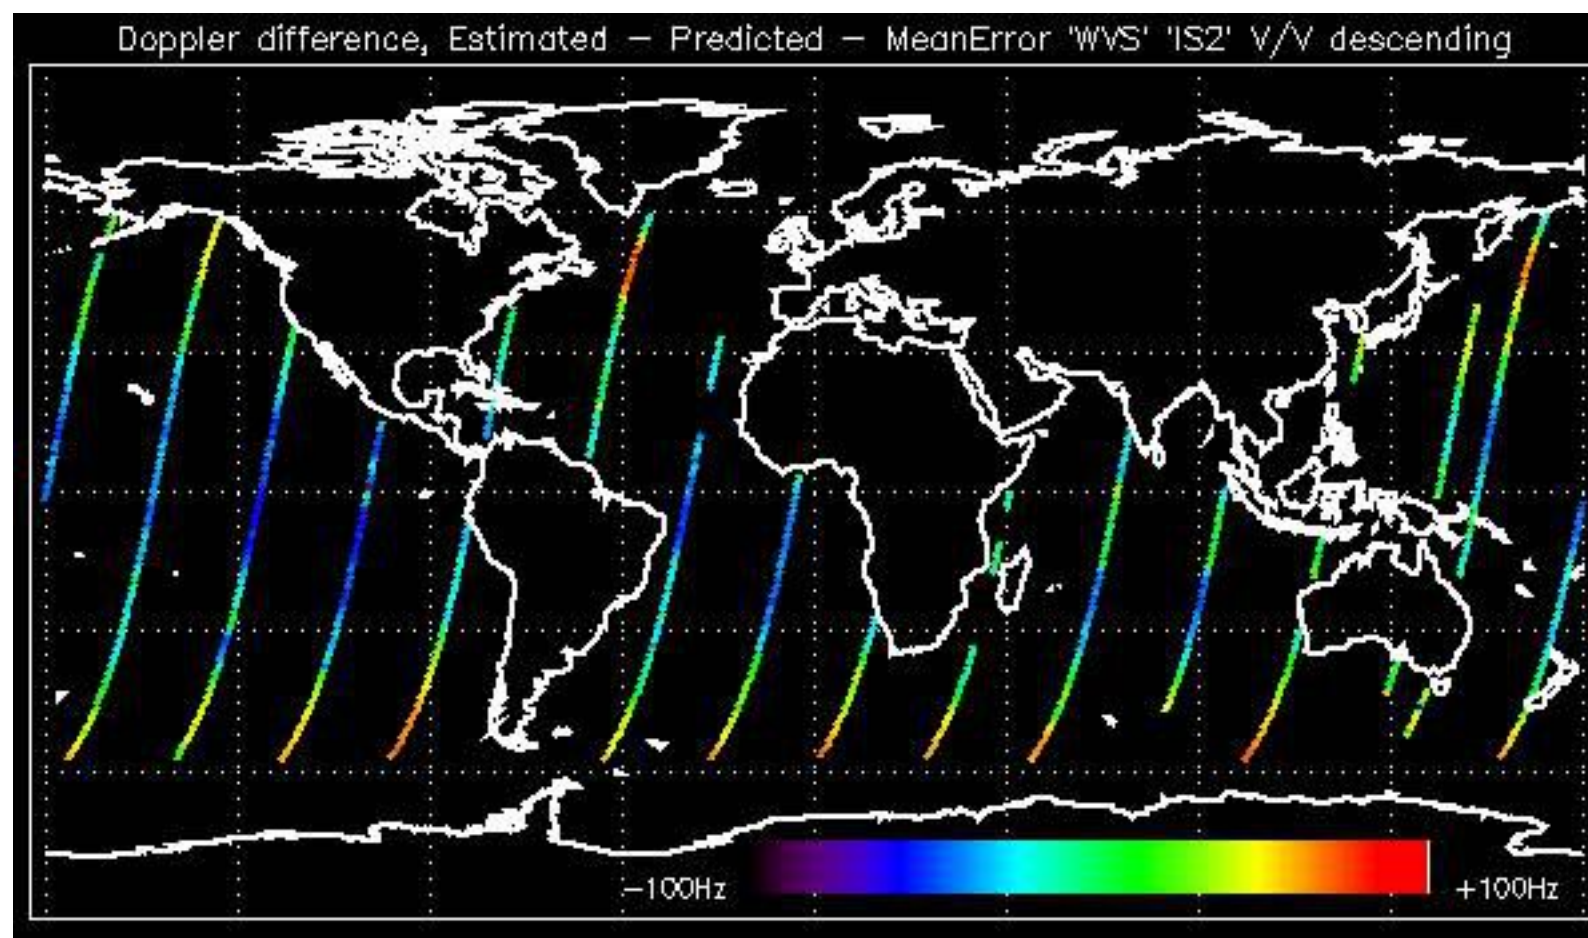 Doppler difference, Estimated – Predicted – MeanError 'WVS' 'IS2' V/V descending
–100Hz +100Hz